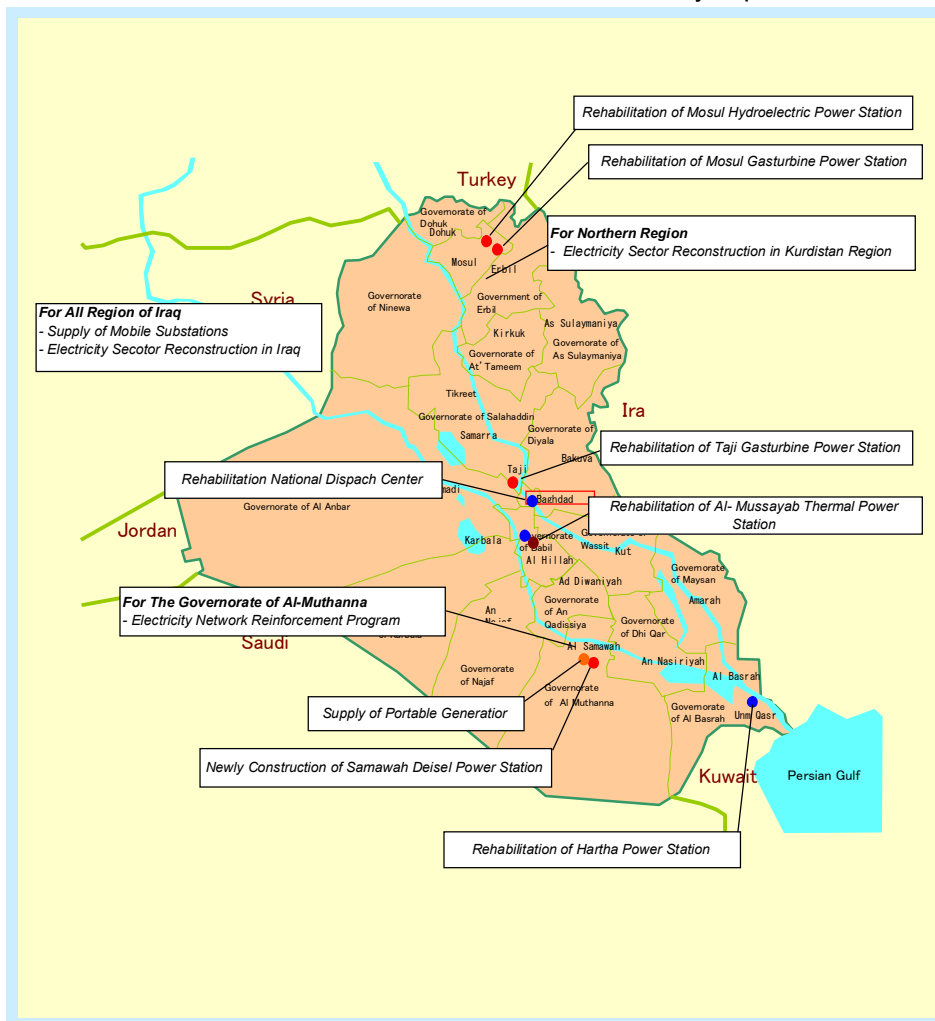 Rehabilitation of Mosul Hydroelectric Power Station
Rehabilitation of Mosul Gasturbine Power Station
Turkey
Governorate of
Dohuk
Dohuk
For Northern Region
- Electricity Sector Reconstruction in Kurdistan Region
Mosul
Erbil
Syria
Governorate
of Ninewa
Government of
Erbil
For All Region of Iraq
- Supply of Mobile Substations
- Electricity Secotor Reconstruction in Iraq
As Sulaymaniya
Kirkuk
Governorate of
As Sulaymaniya
Governorate of
At'Tameem
Tikreet
Ira
Governorate of Salahaddin
Samarra
Governorate of
Diyala
Rehabilitation of Taji Gasturbine Power Station
Bakuva
Taji
Rehabilitation National Dispach Center
madi
Baghdad
Governorate of Al Anbar
Rehabilitation of Al- Mussayab Thermal Power
Station
Jordan
Karbala
of Babil
Wassit
Kut
Al Hillah
Governorate
of Maysan
Ad Diwaniyah
Amarah
For The Governorate of Al-Muthanna
- Electricity Network Reinforcement Program
An
Governorate
of An
Qadissiya
Governorate
of Dhi Qar
Saudi
Al Samawah
An Nasiriyah
Al Basrah
Governorate
of Najaf
Governorate
of Al Muthanna
Supply of Portable Generatior
Governorate
of Al Basrah
Unm Qasr
Newly Construction of Samawah Deisel Power Station
Kuwait
Persian Gulf
Rehabilitation of Hartha Power Station